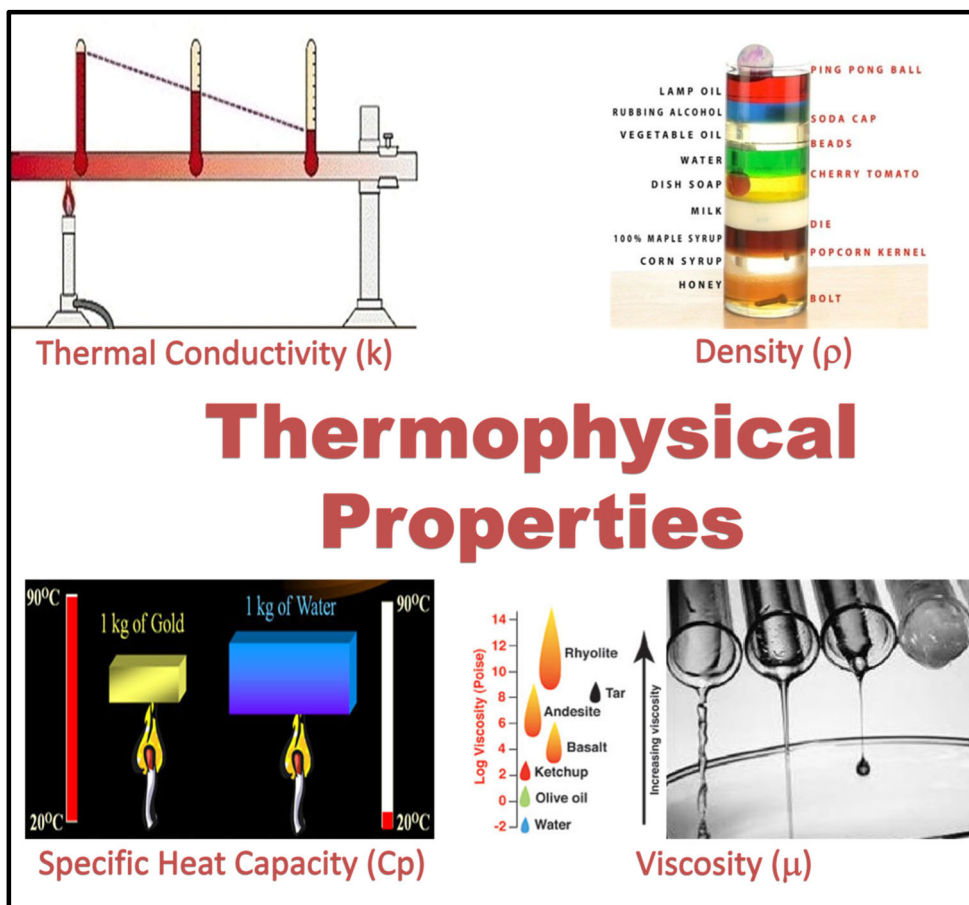 PING PONG BALL
LAMP OIL
RUBBING ALCOHOL
SODA CAP
VEGETABLE OIL
BEADS
WATER
CHERRY TOMATO
DISH SOAP
MILK
DIE
100% MAPLE SYRUP
POPCORN KERNEL
CORN SYRUP
HONEY
BOLT
Thermal Conductivity (k)
Density (ρ)
Thermophysical
Properties
90⁰C
1 kg of Gold
1 kg of Water
90⁰C
20⁰C
20⁰C
Specific Heat Capacity (Cp)
Log Viscosity (Poise)
14
12
10
8
6
4
2
0
-2
Rhyolite
Tar
Andesite
Basalt
Ketchup
Olive oil
Water
Increasing viscosity
Viscosity (μ)